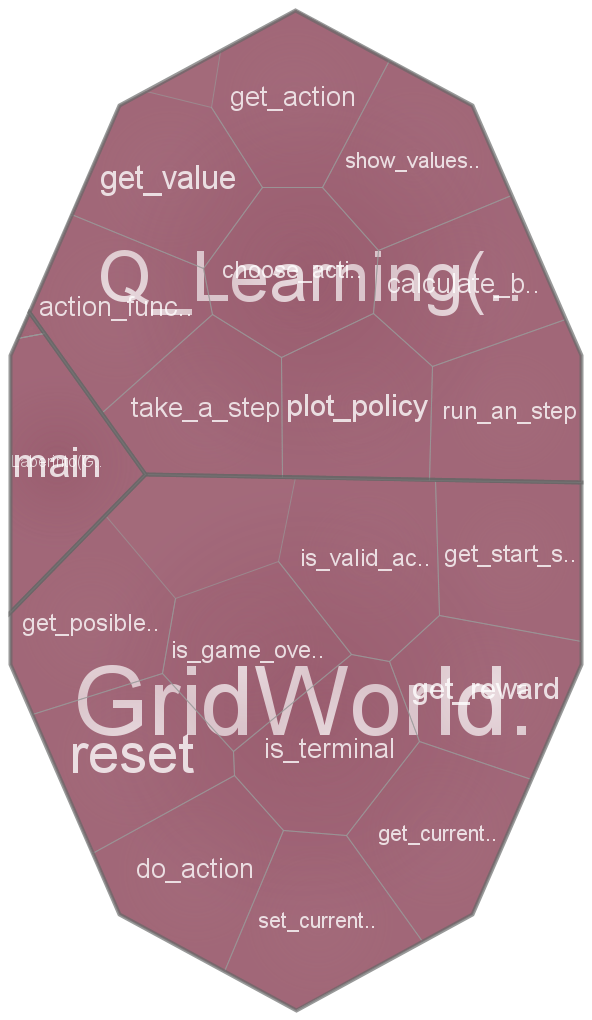 get_action
show_values..
get_value
choose_acti..
Q_Learning(..
calculate_b..
action_func..
take_a_step
plot_policy
run_an_step
main
is_valid_ac..
get_start_s..
get_posible..
is_game_ove..
get_reward
GridWorld.:
reset
is_terminal
get_current..
do_action
set_current..